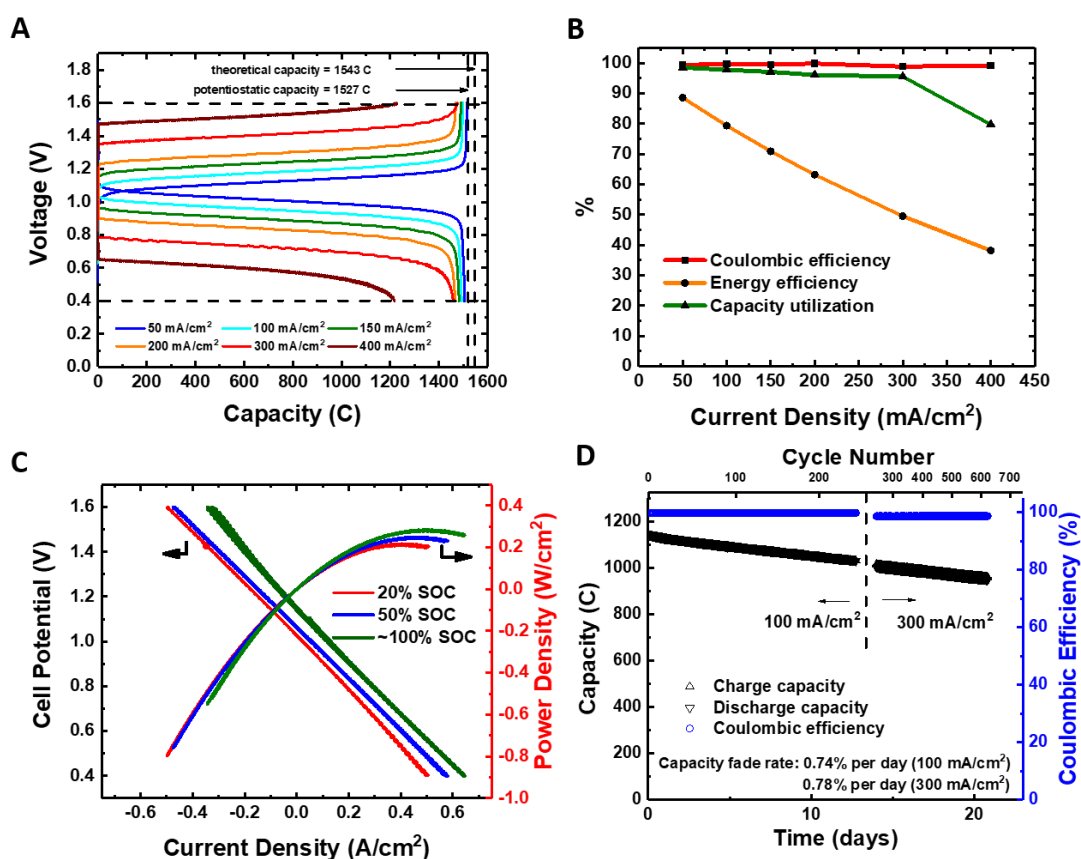 A
theoretical capacity = 1543 C
potentiostatic capacity = 1527 C
1.8
1.6
1.4
1.2
1.0
0.8
0.6
0.4
0.2
0.0
Voltage (V)
50 mA/cm²
100 mA/cm²
150 mA/cm²
200 mA/cm²
300 mA/cm²
400 mA/cm²
0 200 400 600 800 1000 1200 1400 1600
Capacity (C)
B
100
90
80
70
60
50
40
30
20
10
0
%
Coulombic efficiency
Energy efficiency
Capacity utilization
0 50 100 150 200 250 300 350 400 450
Current Density (mA/cm²)
C
1.6
1.4
1.2
1.0
0.8
0.6
0.4
Cell Potential (V)
20% SOC
50% SOC
~100% SOC
0.4
0.2
0.0
-0.2
-0.4
-0.6
-0.8
-1.0
Power Density (W/cm²)
-0.6 -0.4 -0.2 0.0 0.2 0.4 0.6
Current Density (A/cm²)
D
Cycle Number
0 100 200 300 400 500 600 700
1200
1000
800
600
400
200
0
Capacity (C)
100 mA/cm²
300 mA/cm²
Charge capacity
Discharge capacity
Coulombic efficiency
Capacity fade rate: 0.74% per day (100 mA/cm²)
0.78% per day (300 mA/cm²)
100
80
60
40
20
0
Coulombic Efficiency (%)
0 10 20
Time (days)